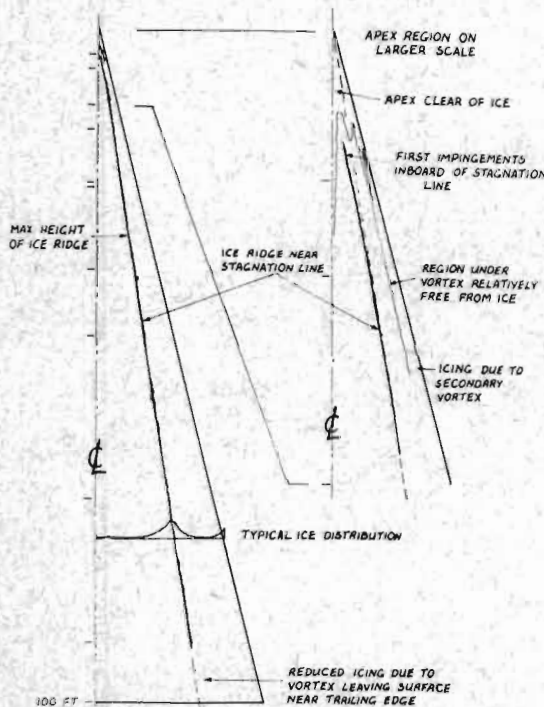 APEX REGION ON
LARGER SCALE
APEX CLEAR OF ICE
FIRST IMPINGEMENTS
INBOARD OF STAGNATION
LINE
MAX HEIGHT
OF ICE RIDGE
ICE RIDGE NEAR
STAGNATION LINE
REGION UNDER
VORTEX RELATIVELY
FREE FROM ICE
ICING DUE TO
SECONDARY
VORTEX
℄
℄
TYPICAL ICE DISTRIBUTION
REDUCED ICING DUE TO
VORTEX LEAVING SURFACE
NEAR TRAILING EDGE
100 FT